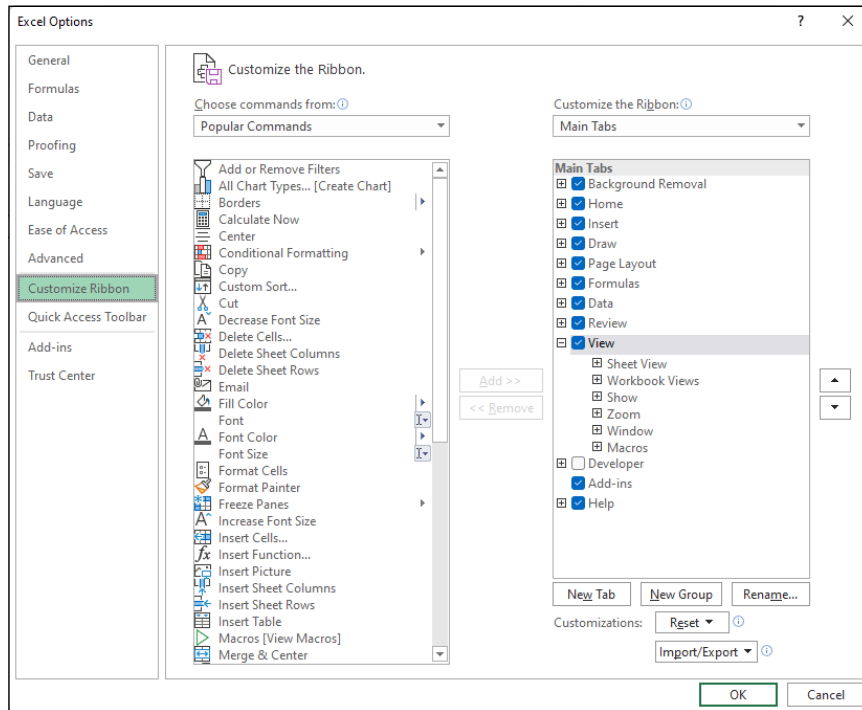 Excel Options
?
General
Formulas
Data
Proofing
Save
Language
Ease of Access
Advanced
Customize Ribbon
Quick Access Toolbar
Add-ins
Trust Center
Customize the Ribbon.
Choose commands from:
Popular Commands
Add or Remove Filters
All Chart Types... [Create Chart]
Borders
Calculate Now
Center
Conditional Formatting
Copy
Custom Sort...
Cut
Decrease Font Size
Delete Cells...
Delete Sheet Columns
Delete Sheet Rows
Email
Fill Color
Font
Font Color
Font Size
Format Cells
Format Painter
Freeze Panes
Increase Font Size
Insert Cells...
Insert Function...
Insert Picture
Insert Sheet Columns
Insert Sheet Rows
Insert Table
Macros [View Macros]
Merge & Center
Add >>
<< Remove
Customize the Ribbon:
Main Tabs
Main Tabs
Background Removal
Home
Insert
Draw
Page Layout
Formulas
Data
Review
View
Sheet View
Workbook Views
Show
Zoom
Window
Macros
Developer
Add-ins
Help
New Tab
New Group
Rename...
Customizations:
Reset
Import/Export
OK
Cancel